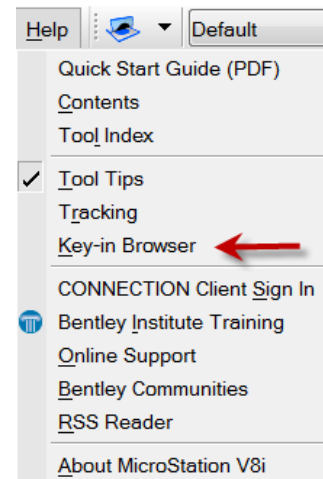 Help Default
Quick Start Guide (PDF)
Contents
Tool Index
Tool Tips
Tracking
Key-in Browser
CONNECTION Client Sign In
Bentley Institute Training
Online Support
Bentley Communities
RSS Reader
About MicroStation V8i